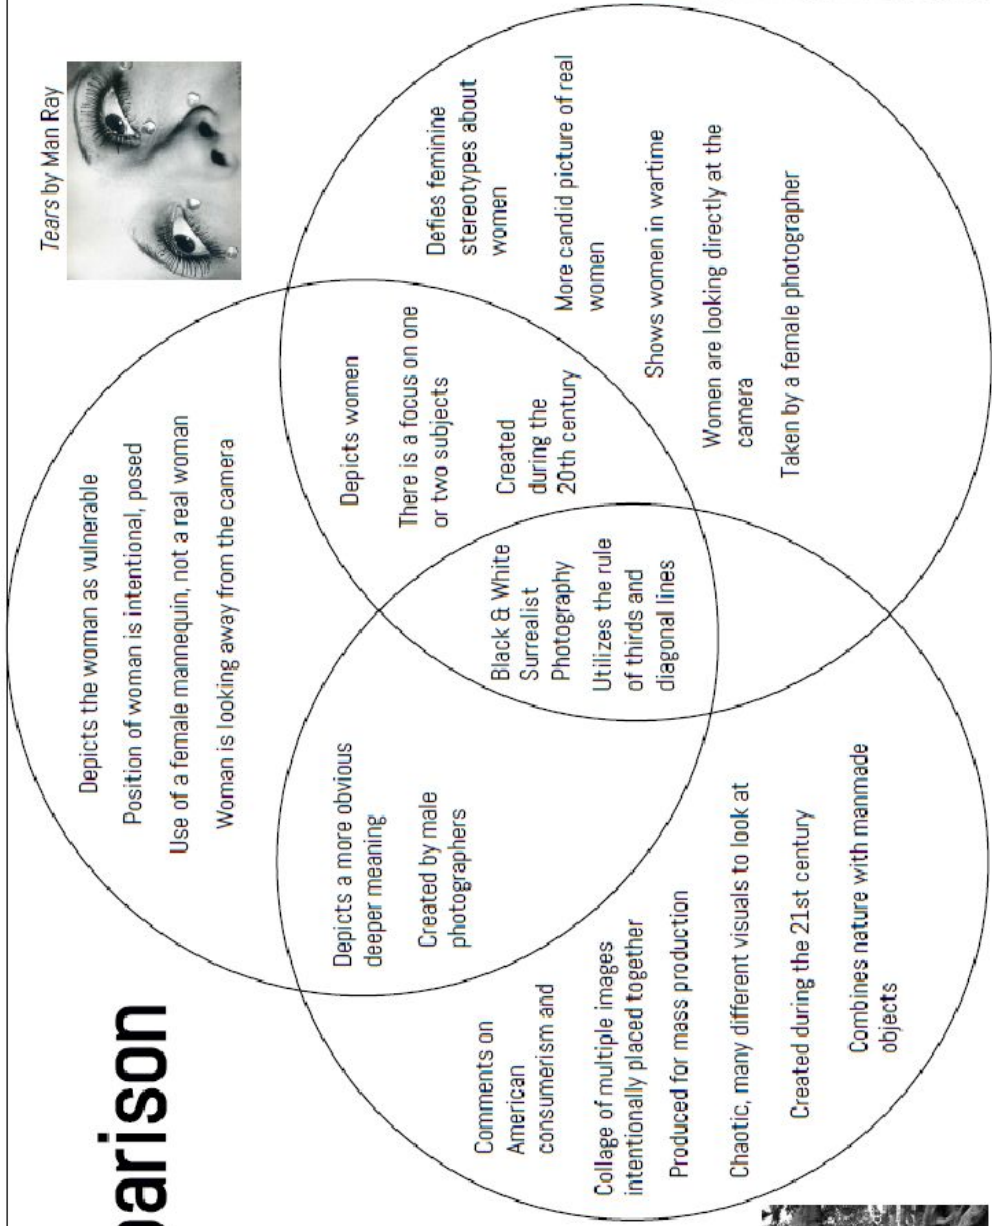 parison
Tears by Man Ray
Depicts the woman as vulnerable
Position of woman is intentional, posed
Use of a female mannequin, not a real woman
Woman is looking away from the camera
Depicts a more obvious
deeper meaning
Created by male
photographers
Depicts women
There is a focus on one
or two subjects
Created
during the
20th century
Black & White
Surrealist
Photography
Utilizes the rule
of thirds and
diagonal lines
Comments on
American
consumerism and
Collage of multiple images
intentionally placed together
Produced for mass production
Chaotic, many different visuals to look at
Created during the 21st century
Combines nature with manmade
objects
Defies feminine
stereotypes about
women
More candid picture of real
women
Shows women in wartime
Women are looking directly at the
camera
Taken by a female photographer